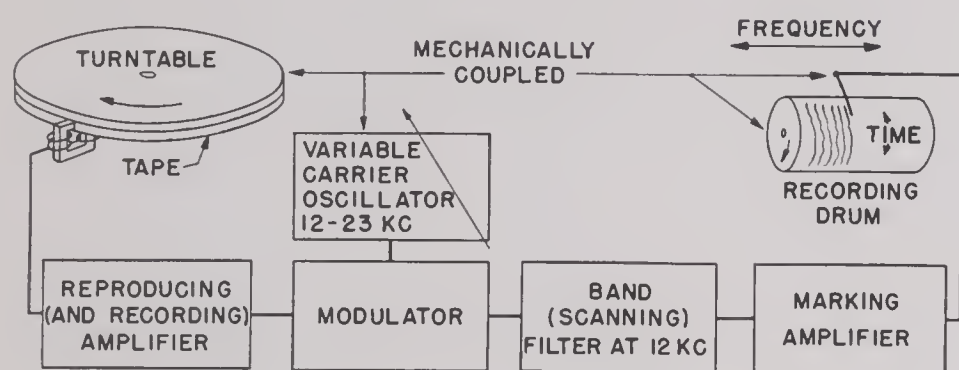 TURNTABLE
TAPE
MECHANICALLY
COUPLED
FREQUENCY
TIME
RECORDING
DRUM
VARIABLE
CARRIER
OSCILLATOR
12-23 KC
REPRODUCING
(AND RECORDING)
AMPLIFIER
MODULATOR
BAND
(SCANNING)
FILTER AT 12 KC
MARKING
AMPLIFIER